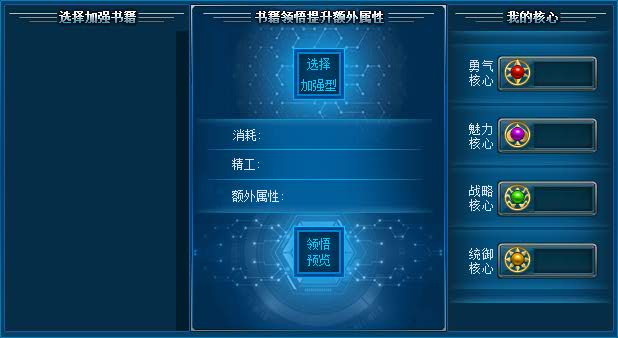 选择加强书籍
书籍领悟提升额外属性
我的核心
选择
加强型
消耗:
精工:
额外属性:
领悟
预览
勇气
核心
魅力
核心
战略
核心
统御
核心